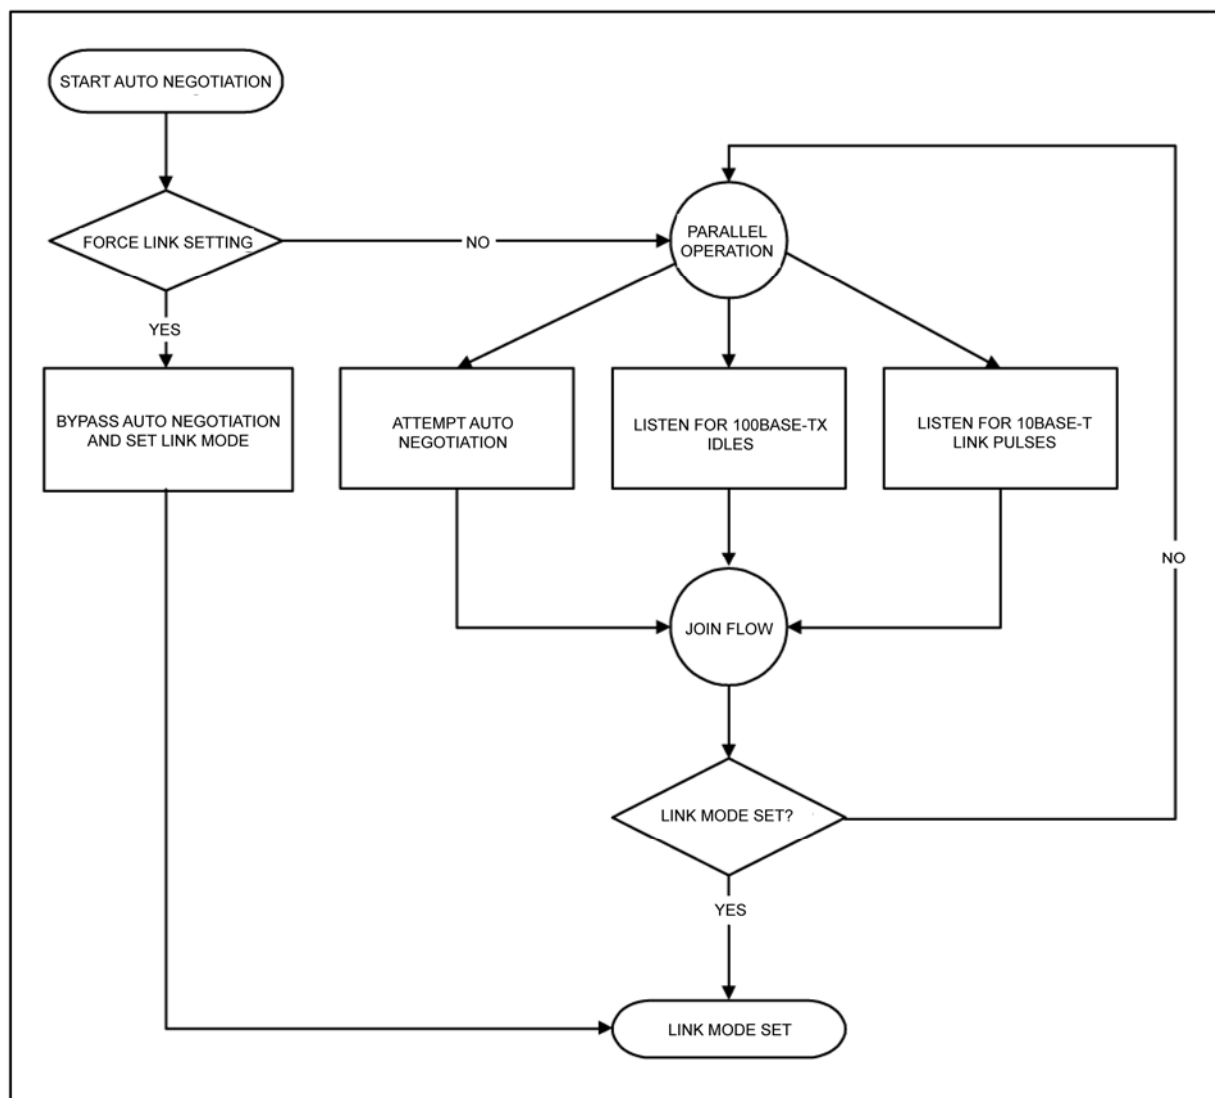 START AUTO NEGOTIATION
FORCE LINK SETTING
NO
PARALLEL
OPERATION
YES
BYPASS AUTO NEGOTIATION
AND SET LINK MODE
ATTEMPT AUTO
NEGOTIATION
LISTEN FOR 100BASE-TX
IDLES
LISTEN FOR 10BASE-T
LINK PULSES
NO
JOIN FLOW
LINK MODE SET?
YES
LINK MODE SET